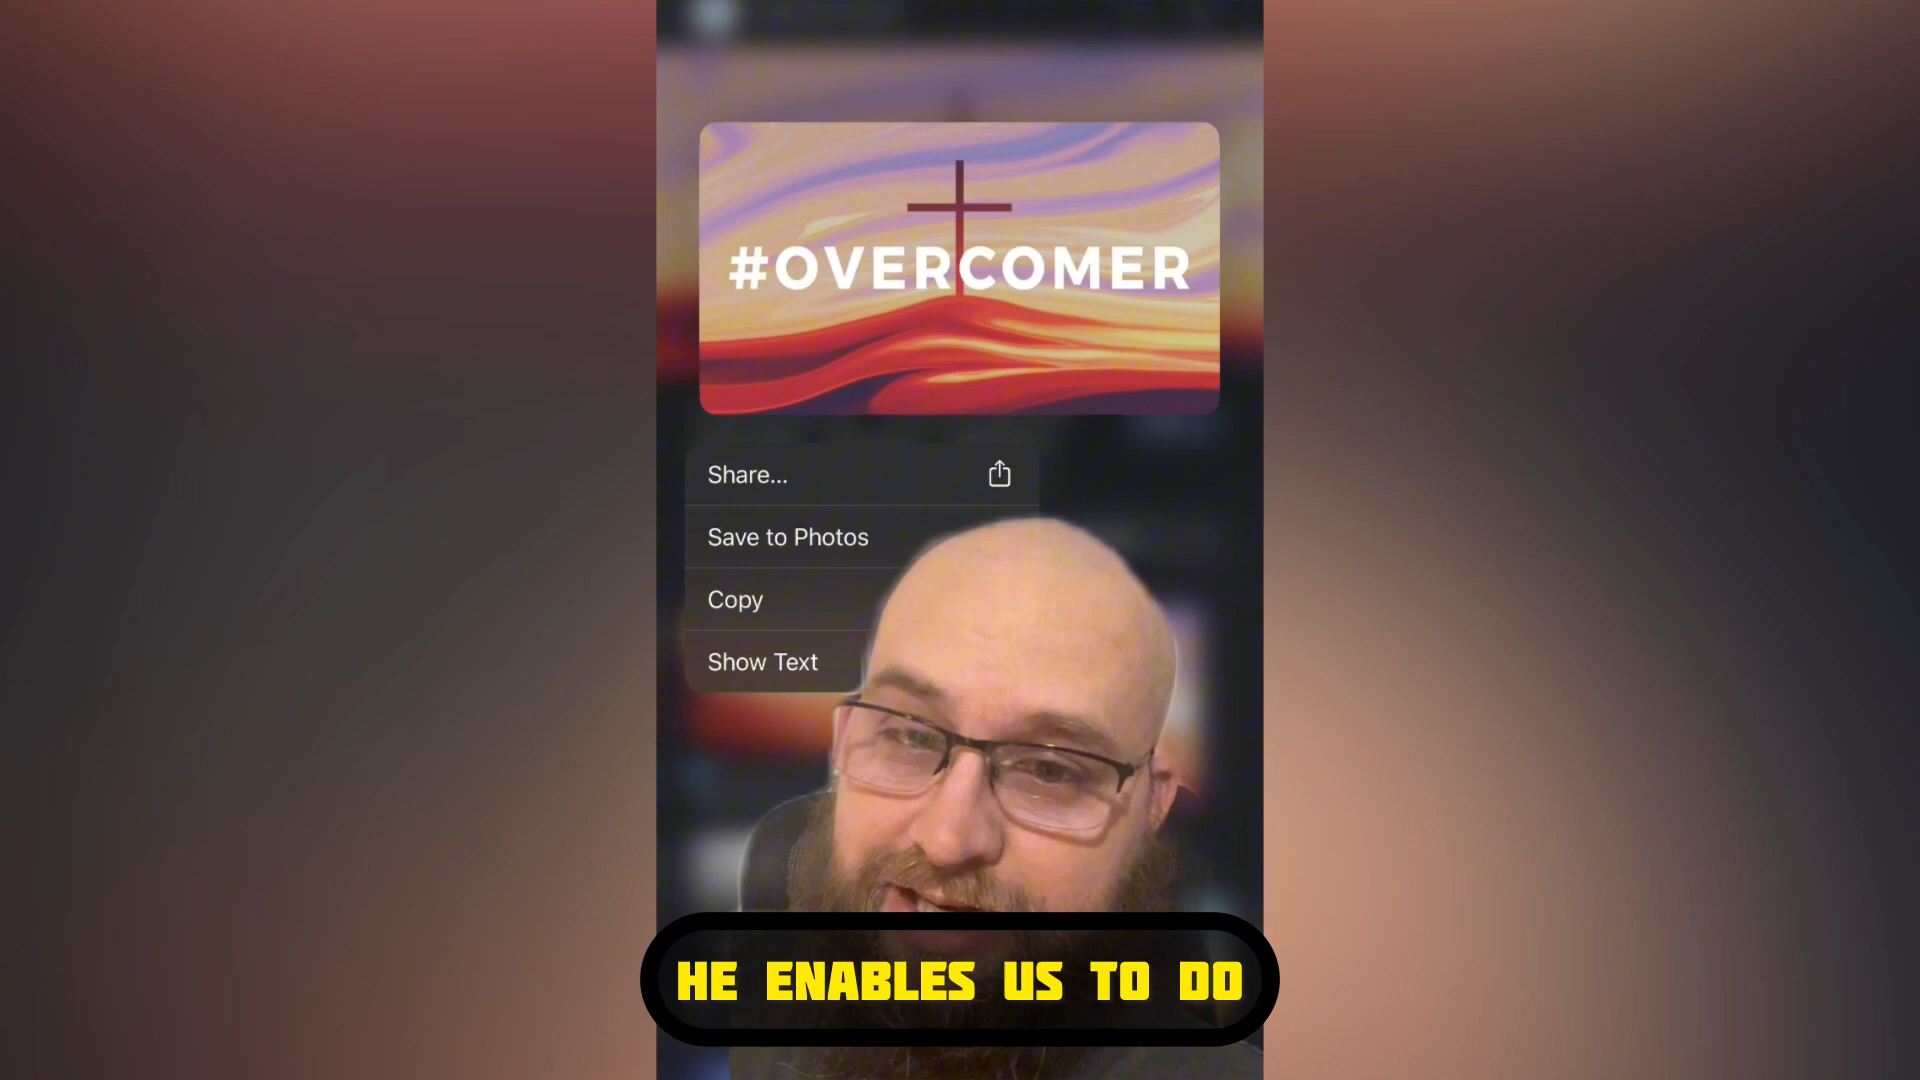 #OVERCOMER
Share...
Save to Photos
Copy
Show Text
HE ENABLES US TO DO